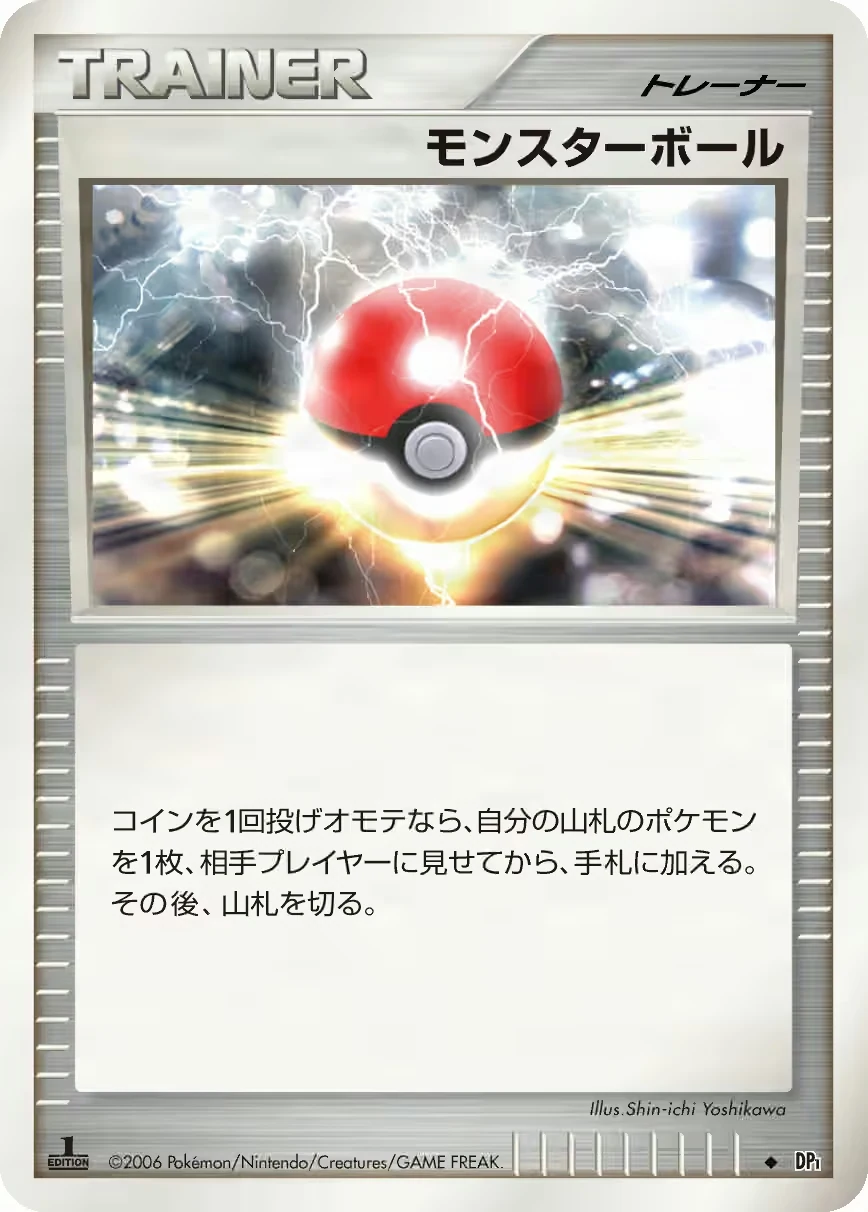 TRAINER
トレーナー
モンスターボール
コインを1回投げオモテなら、自分の山札のポケモン
を1枚、相手プレイヤーに見せてから、手札に加える。
その後、山札を切る。
Illus.Shin-ichi Yoshikawa
1
EDITION
©2006 Pokémon/Nintendo/Creatures/GAME FREAK.
◆ DP1